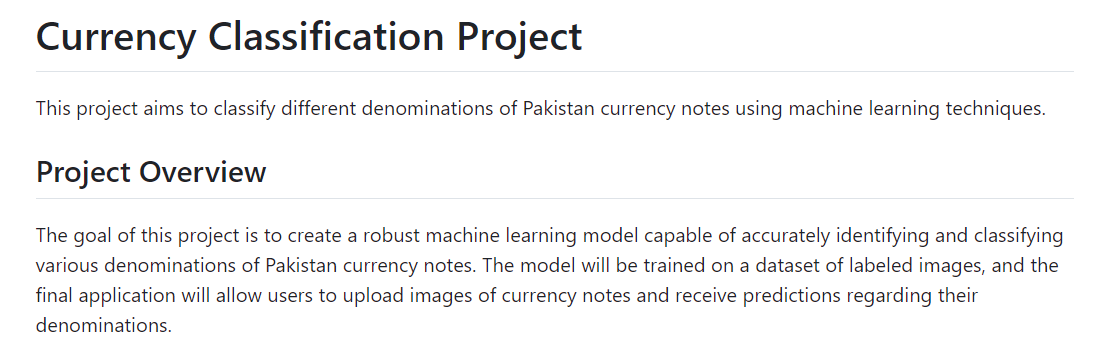 Currency Classification Project
This project aims to classify different denominations of Pakistan currency notes using machine learning techniques.
Project Overview
The goal of this project is to create a robust machine learning model capable of accurately identifying and classifying
various denominations of Pakistan currency notes. The model will be trained on a dataset of labeled images, and the
final application will allow users to upload images of currency notes and receive predictions regarding their
denominations.